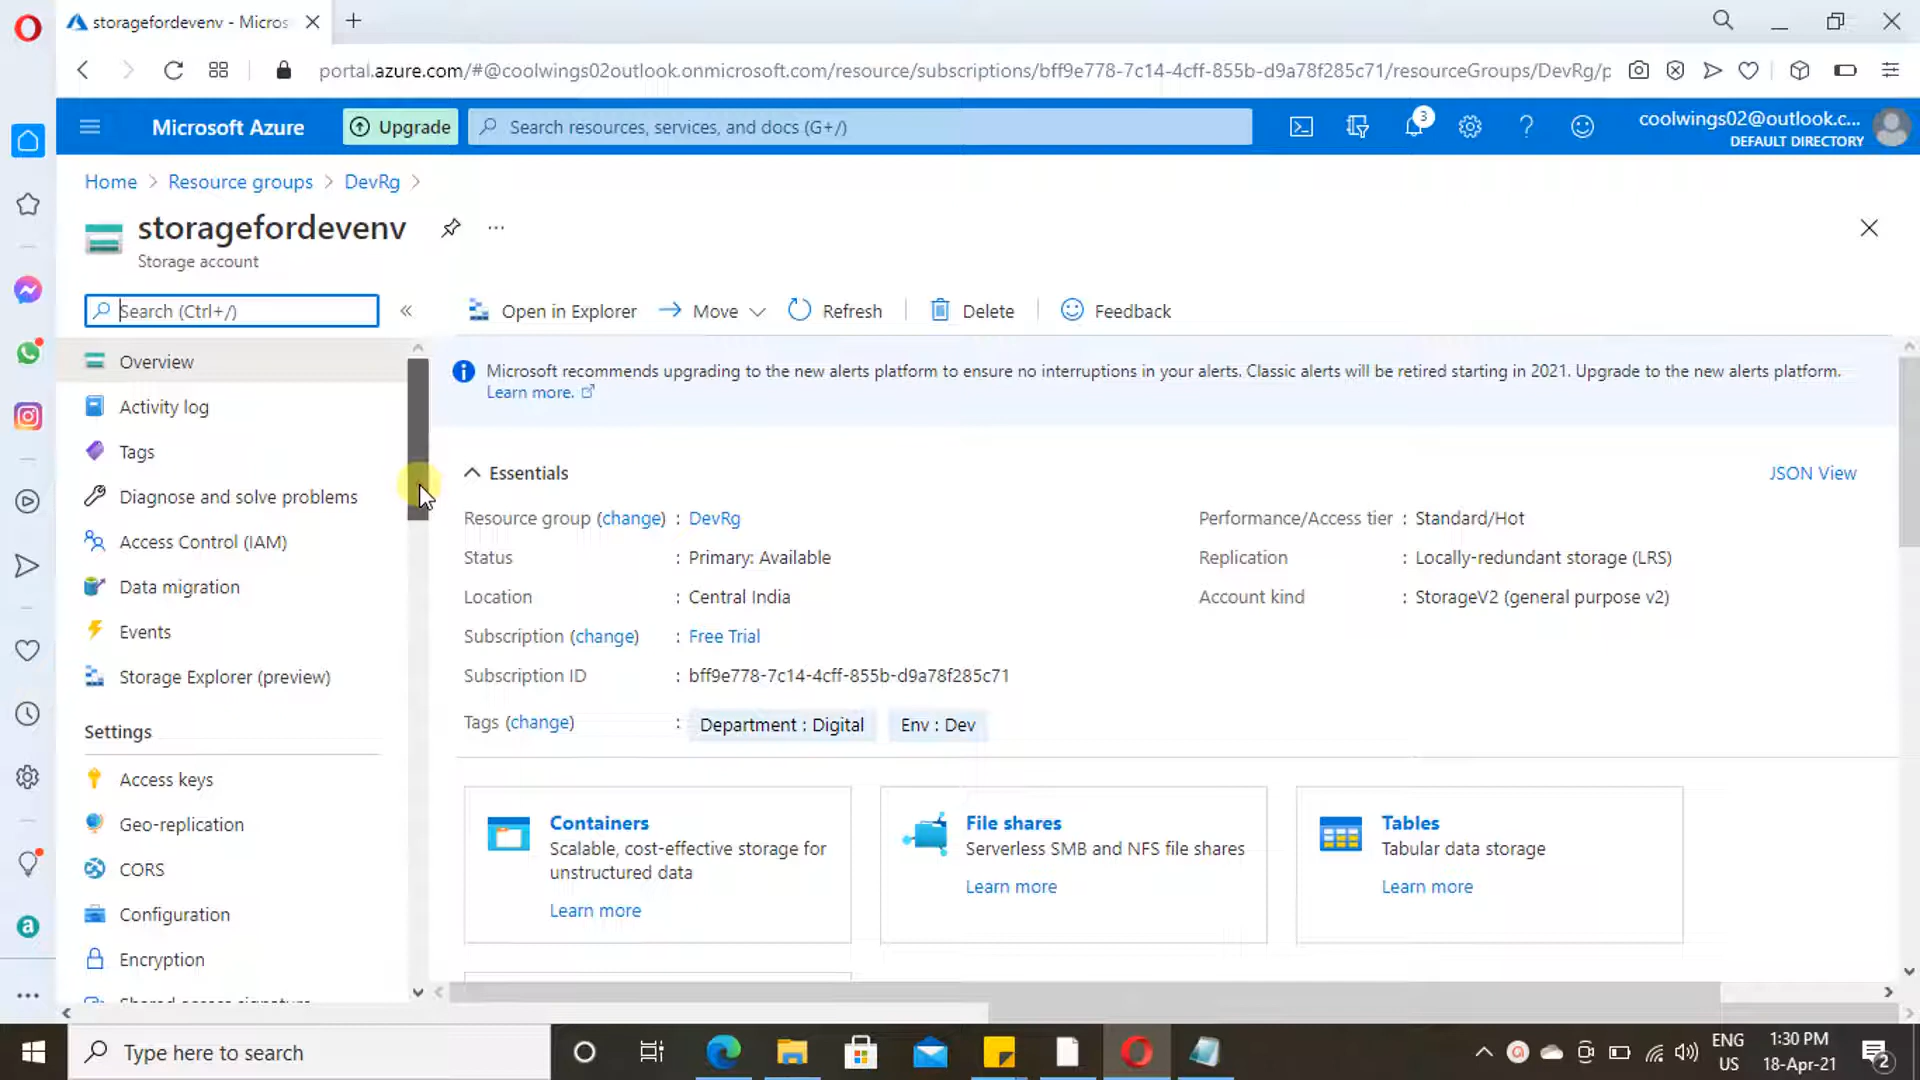 storagefordevenv - Micros
portal.azure.com/#@coolwings02outlook.onmicrosoft.com/resource/subscriptions/bff9e778-7c14-4cff-855b-d9a78f285c71/resourceGroups/DevRg/p
Microsoft Azure
Upgrade
Search resources, services, and docs (G+/)
3
coolwings02@outlook.c...
DEFAULT DIRECTORY
Home > Resource groups > DevRg >
storagefordevenv
Storage account
Search (Ctrl+/)
Open in Explorer
Move
Refresh
Delete
Feedback
Overview
Activity log
Tags
Diagnose and solve problems
Access Control (IAM)
Data migration
Events
Storage Explorer (preview)
Settings
Access keys
Geo-replication
CORS
Configuration
Encryption
Shared access signature
Microsoft recommends upgrading to the new alerts platform to ensure no interruptions in your alerts. Classic alerts will be retired starting in 2021. Upgrade to the new alerts platform.
Learn more.
Essentials
JSON View
Resource group (change) : DevRg
Status : Primary: Available
Location : Central India
Subscription (change) : Free Trial
Subscription ID : bff9e778-7c14-4cff-855b-d9a78f285c71
Tags (change) : Department : Digital Env : Dev
Performance/Access tier : Standard/Hot
Replication : Locally-redundant storage (LRS)
Account kind : StorageV2 (general purpose v2)
Containers
Scalable, cost-effective storage for
unstructured data
Learn more
File shares
Serverless SMB and NFS file shares
Learn more
Tables
Tabular data storage
Learn more
Type here to search
ENG
US
1:30 PM
18-Apr-21
2